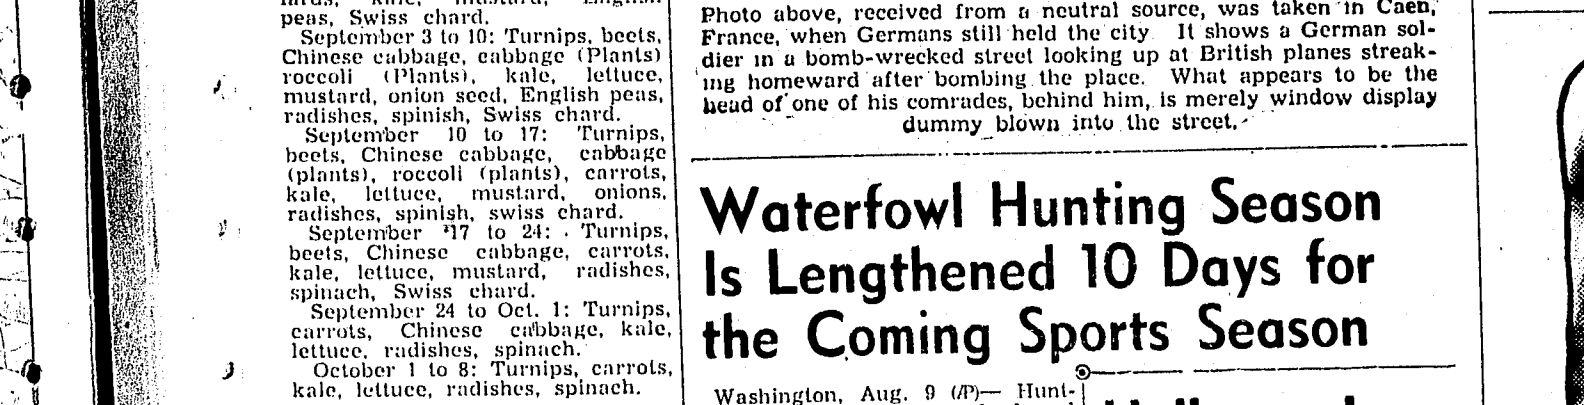 peas, Swiss chard.
September 3 to 10: Turnips, beets,
Chinese cabbage, cabbage (Plants)
roccoli (Plants), kale, lettuce,
mustard, onion seed, English peas,
radishes, spinish, Swiss chard.
September 10 to 17: Turnips,
beets, Chinese cabbage, cabbage
(plants), roccoli (plants), carrots,
kale, lettuce, mustard, onions,
radishes, spinish, swiss chard.
September 17 to 24: Turnips,
beets, Chinese cabbage, carrots,
kale, lettuce, mustard, radishes,
spinach, Swiss chard.
September 24 to Oct. 1: Turnips,
carrots, Chinese cabbage, kale,
lettuce, radishes, spinach.
October 1 to 8: Turnips, carrots,
kale, lettuce, radishes, spinach.
Photo above, received from a neutral source, was taken in Caen,
France, when Germans still held the city It shows a German sol-
dier in a bomb-wrecked street looking up at British planes streak-
ing homeward after bombing the place. What appears to be the
head of one of his comrades, behind him, is merely window display
dummy blown into the street.
Waterfowl Hunting Season
Is Lengthened 10 Days for
the Coming Sports Season
Washington, Aug. 9 (AP)— Hunt-